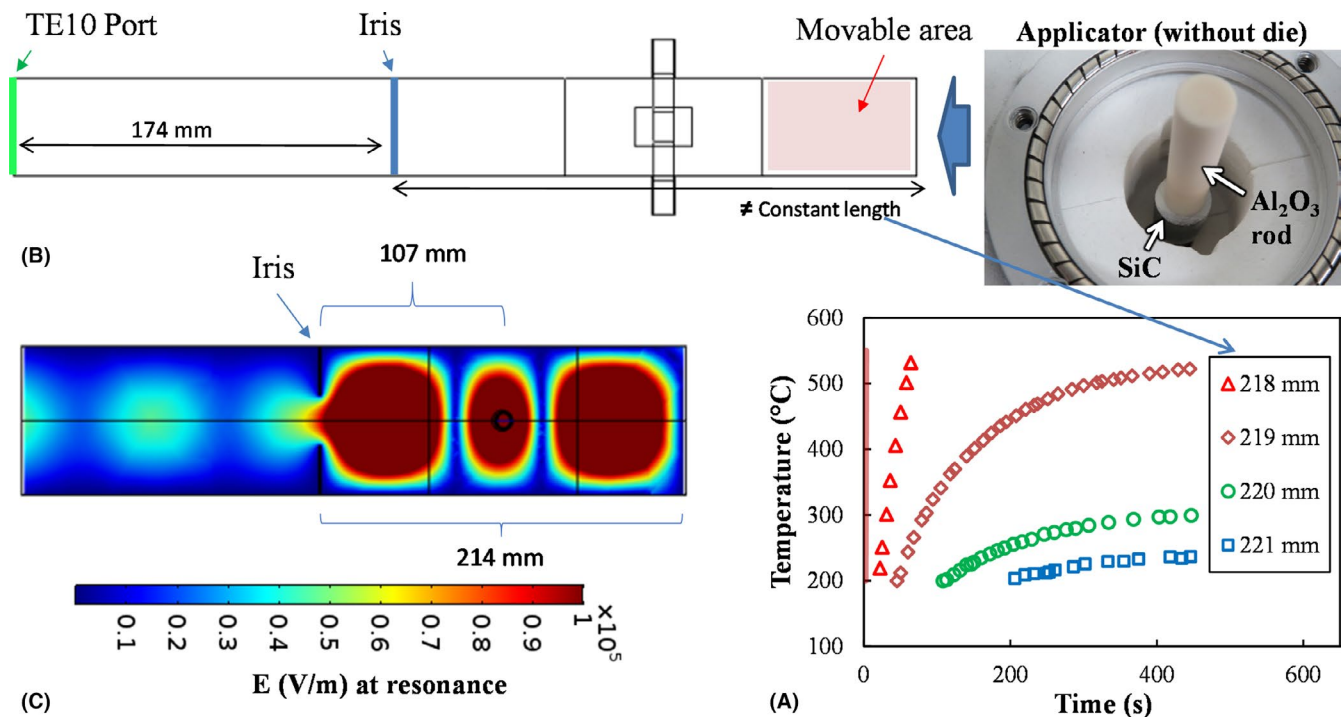 TE10 Port
Iris
Movable area
174 mm
≠ Constant length
(B)
Applicator (without die)
Al₂O₃
rod
SiC
Iris
107 mm
214 mm
0.1 0.2 0.3 0.4 0.5 0.6 0.7 0.8 0.9 1 ×10⁵
E (V/m) at resonance
(C)
600
500
400
300
200
100
Temperature (°C)
0 200 400 600
Time (s)
218 mm
219 mm
220 mm
221 mm
(A)